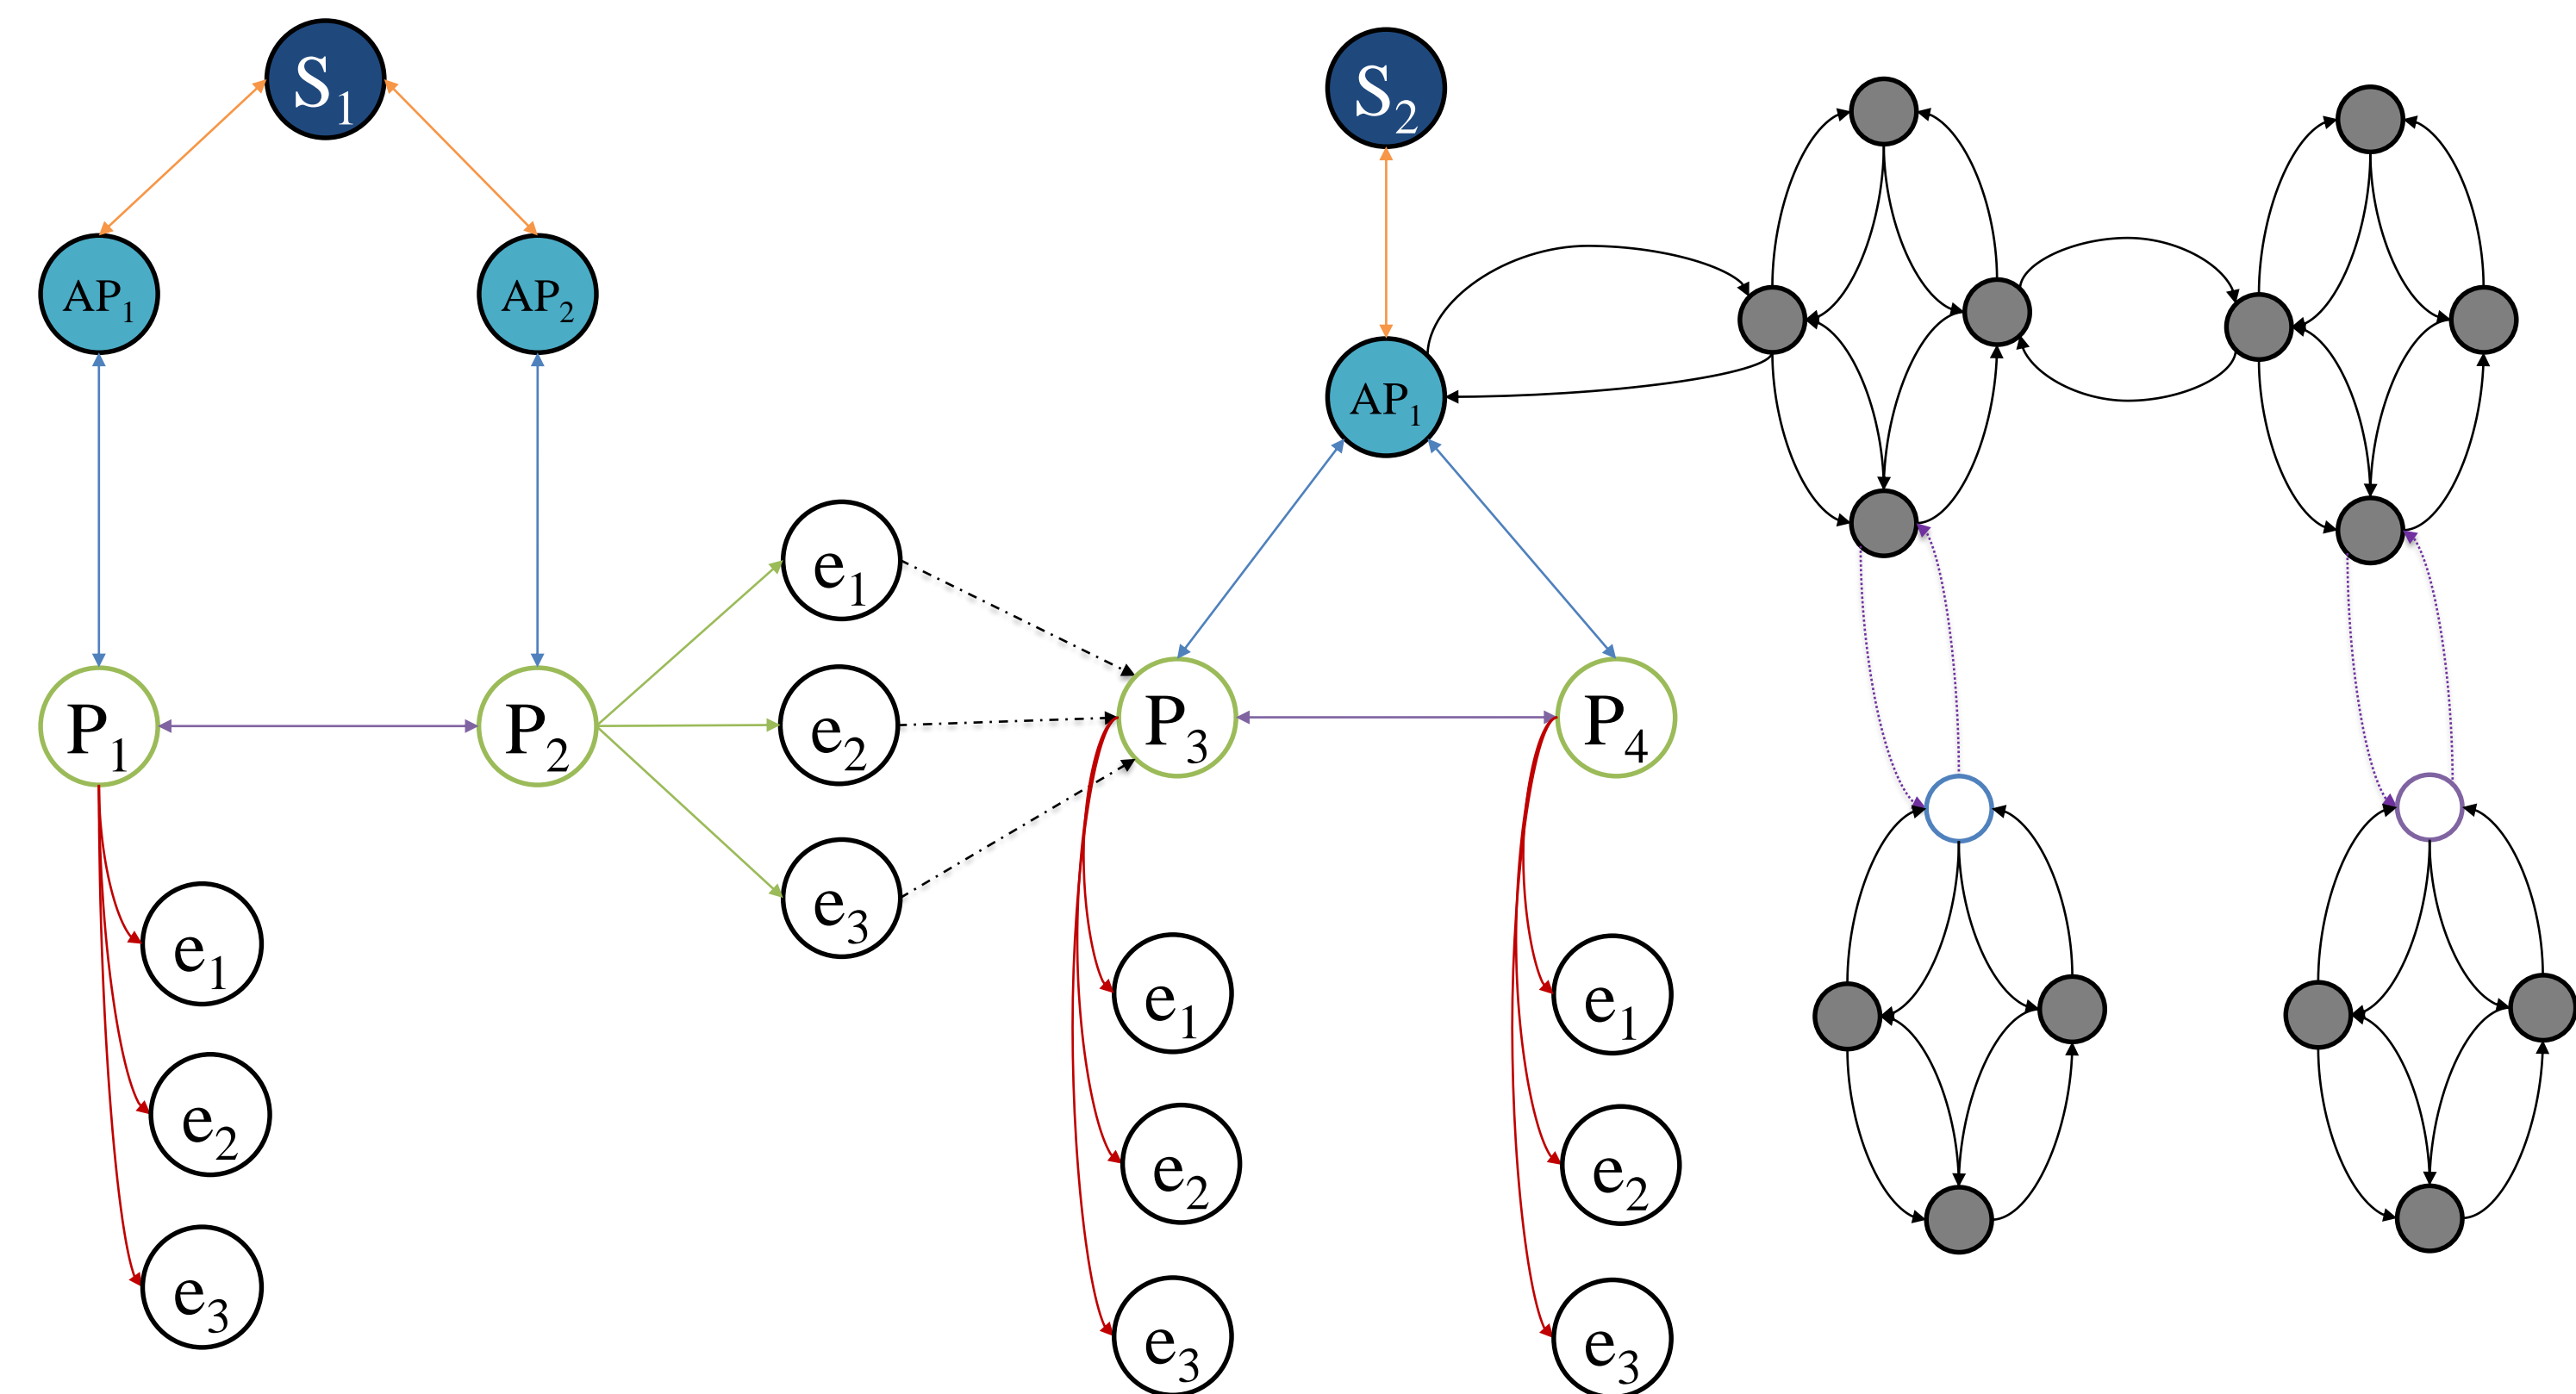 S₁
S₂
AP₁
AP₂
AP₁
e₁
P₁
P₂
e₂
P₃
P₄
e₃
e₁
e₁
e₁
e₂
e₂
e₂
e₃
e₃
e₃